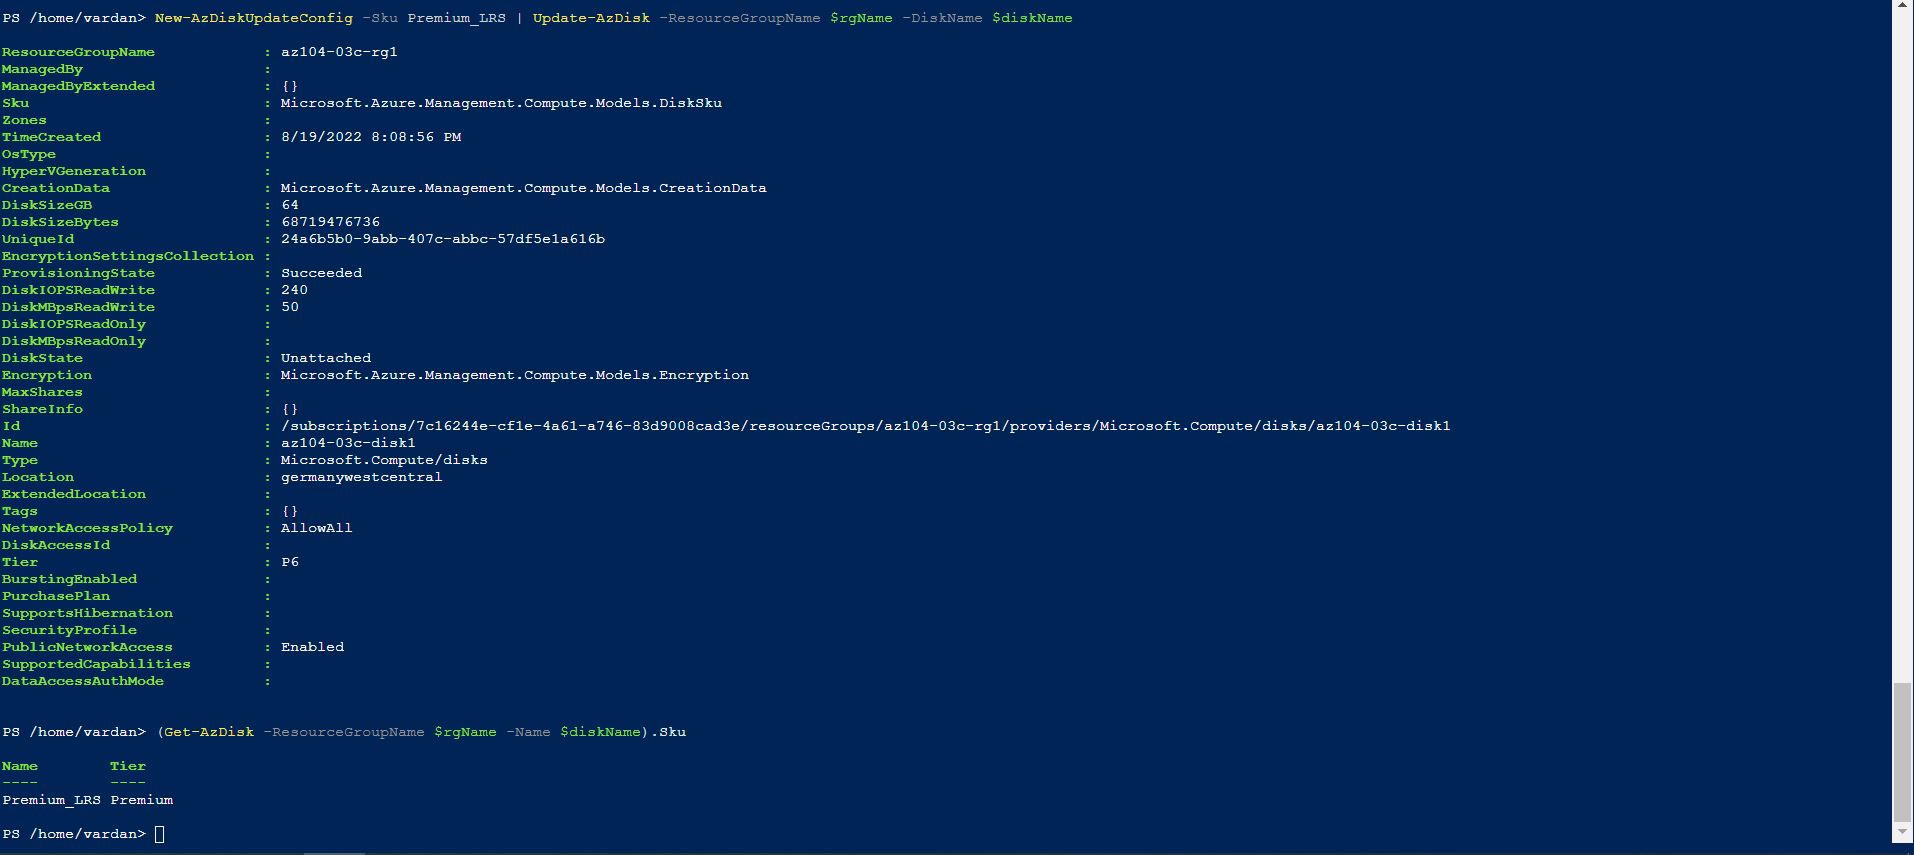 PS /home/vardan> New-AzDiskUpdateConfig -Sku Premium_LRS | Update-AzDisk -ResourceGroupName $rgName -DiskName $diskName
ResourceGroupName : az104-03c-rg1
ManagedBy :
ManagedByExtended : {}
Sku : Microsoft.Azure.Management.Compute.Models.DiskSku
Zones :
TimeCreated : 8/19/2022 8:08:56 PM
OsType :
HyperVGeneration :
CreationData : Microsoft.Azure.Management.Compute.Models.CreationData
DiskSizeGB : 64
DiskSizeBytes : 68719476736
UniqueId : 24a6b5b0-9abb-407c-abbc-57df5e1a616b
EncryptionSettingsCollection :
ProvisioningState : Succeeded
DiskIOPSReadWrite : 240
DiskMBpsReadWrite : 50
DiskIOPSReadOnly :
DiskMBpsReadOnly :
DiskState : Unattached
Encryption : Microsoft.Azure.Management.Compute.Models.Encryption
MaxShares :
ShareInfo : {}
Id : /subscriptions/7c16244e-cf1e-4a61-a746-83d9008cad3e/resourceGroups/az104-03c-rg1/providers/Microsoft.Compute/disks/az104-03c-disk1
Name : az104-03c-disk1
Type : Microsoft.Compute/disks
Location : germanywestcentral
ExtendedLocation :
Tags : {}
NetworkAccessPolicy : AllowAll
DiskAccessId :
Tier : P6
BurstingEnabled :
PurchasePlan :
SupportsHibernation :
SecurityProfile :
PublicNetworkAccess : Enabled
SupportedCapabilities :
DataAccessAuthMode :
PS /home/vardan> (Get-AzDisk -ResourceGroupName $rgName -Name $diskName).Sku
Name Tier
---- ----
Premium_LRS Premium
PS /home/vardan>